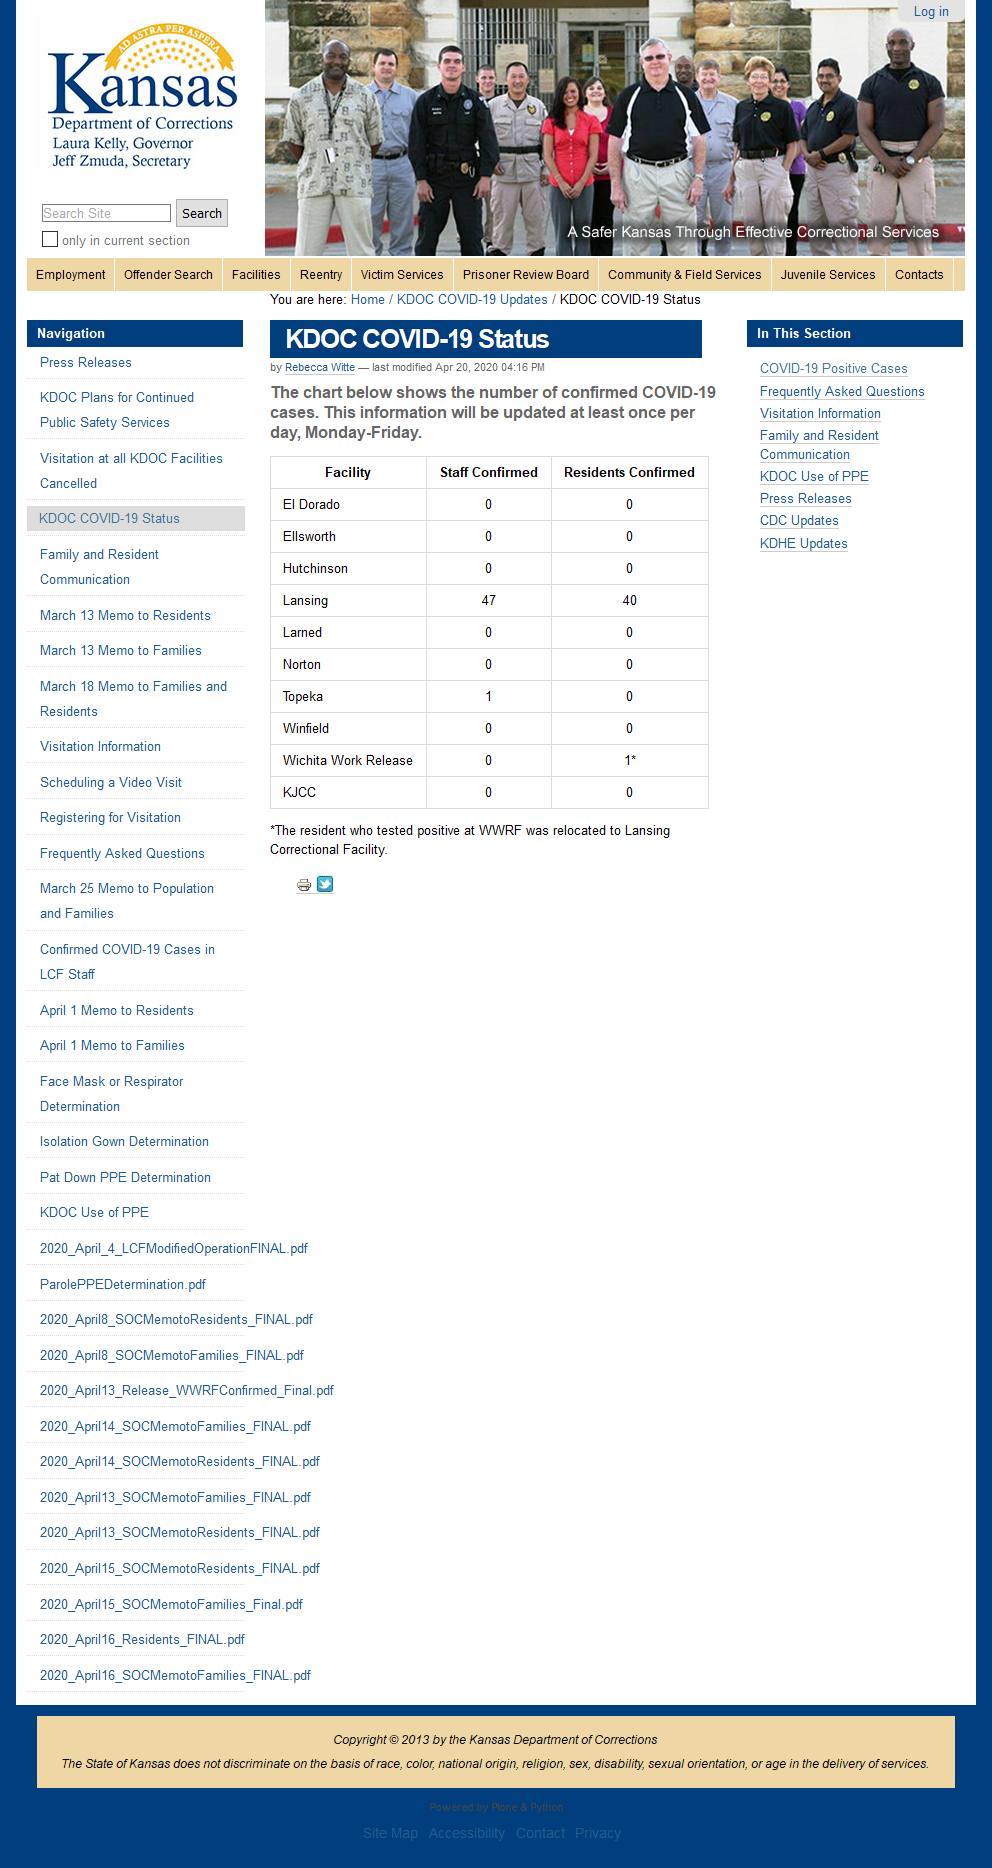 Log in
AD ASTRA PER ASPERA
Kansas
Department of Corrections
Laura Kelly, Governor
Jeff Zmuda, Secretary
Search Site
Search
only in current section
A Safer Kansas Through Effective Correctional Services
Employment Offender Search Facilities Reentry Victim Services Prisoner Review Board Community & Field Services Juvenile Services Contacts
You are here: Home / KDOC COVID-19 Updates / KDOC COVID-19 Status
Navigation
Press Releases
KDOC Plans for Continued
Public Safety Services
Visitation at all KDOC Facilities
Cancelled
KDOC COVID-19 Status
Family and Resident
Communication
March 13 Memo to Residents
March 13 Memo to Families
March 18 Memo to Families and
Residents
Visitation Information
Scheduling a Video Visit
Registering for Visitation
Frequently Asked Questions
March 25 Memo to Population
and Families
Confirmed COVID-19 Cases in
LCF Staff
April 1 Memo to Residents
April 1 Memo to Families
Face Mask or Respirator
Determination
Isolation Gown Determination
Pat Down PPE Determination
KDOC Use of PPE
2020_April_4_LCFModifiedOperationFINAL.pdf
ParolePPEDetermination.pdf
2020_April8_SOCMemotoResidents_FINAL.pdf
2020_April8_SOCMemotoFamilies_FINAL.pdf
2020_April13_Release_WWRFConfirmed_Final.pdf
2020_April14_SOCMemotoFamilies_FINAL.pdf
2020_April14_SOCMemotoResidents_FINAL.pdf
2020_April13_SOCMemotoFamilies_FINAL.pdf
2020_April13_SOCMemotoResidents_FINAL.pdf
2020_April15_SOCMemotoResidents_FINAL.pdf
2020_April15_SOCMemotoFamilies_Final.pdf
2020_April16_Residents_FINAL.pdf
2020_April16_SOCMemotoFamilies_FINAL.pdf
KDOC COVID-19 Status
by Rebecca Witte — last modified Apr 20, 2020 04:16 PM
The chart below shows the number of confirmed COVID-19
cases. This information will be updated at least once per
day, Monday-Friday.
Facility Staff Confirmed Residents Confirmed
El Dorado 0 0
Ellsworth 0 0
Hutchinson 0 0
Lansing 47 40
Larned 0 0
Norton 0 0
Topeka 1 0
Winfield 0 0
Wichita Work Release 0 1*
KJCC 0 0
*The resident who tested positive at WWRF was relocated to Lansing
Correctional Facility.
In This Section
COVID-19 Positive Cases
Frequently Asked Questions
Visitation Information
Family and Resident
Communication
KDOC Use of PPE
Press Releases
CDC Updates
KDHE Updates
Copyright © 2013 by the Kansas Department of Corrections
The State of Kansas does not discriminate on the basis of race, color, national origin, religion, sex, disability, sexual orientation, or age in the delivery of services.
Powered by Plone & Python
Site Map Accessibility Contact Privacy